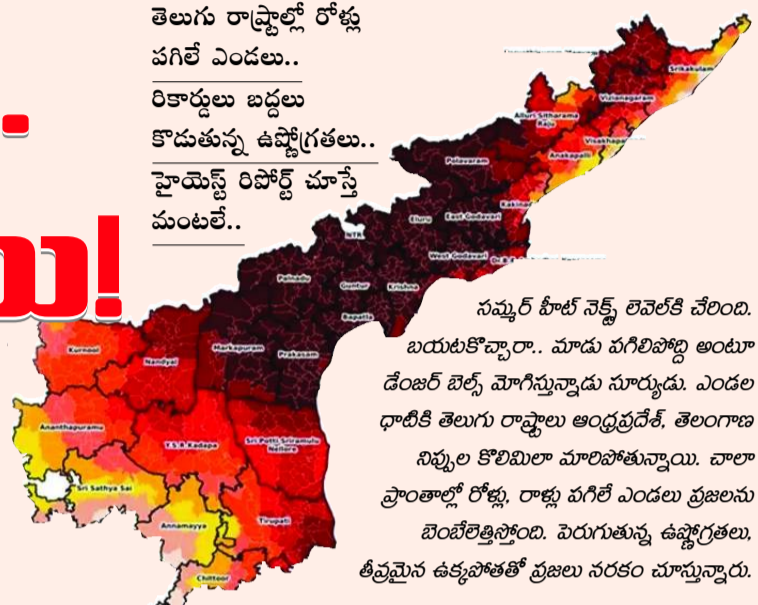 తెలుగు రాష్ట్రాల్లో రోళ్లు
పగిలే ఎండలు..
రికార్డులు బద్దలు
కొడుతున్న ఉష్ణోగ్రతలు..
హైయెస్ట్ రిపోర్ట్ చూస్తే
మంటలే..
Srikakulam
Vizianagaram
Alluri Sitharama
Raju
Visakhapa
Anakapalli
Polavaram
Kakinar
Eluru
East Godavari
NTR
West Godavari
Palnadu
Guntur
Krishna
Bapatla
Kurnool
Nandyal
Markapuram
Prakasam
Ananthapuramu
Y.S.R.Kadapa
Sri Potti Sriramulu
Nellore
Sri Sathya Sai
Annamayya
Tirupati
Chittoor
సమ్మర్ హీట్ నెక్ట్స్ లెవెల్‌కి చేరింది.
బయటకొచ్చారా.. మాడు పగిలిపోద్ది అంటూ
డేంజర్ బెల్స్ మోగిస్తున్నాడు సూర్యుడు. ఎండల
ధాటికి తెలుగు రాష్ట్రాలు ఆంధ్రప్రదేశ్, తెలంగాణ
నిప్పుల కొలిమిలా మారిపోతున్నాయి. చాలా
ప్రాంతాల్లో రోళ్లు, రాళ్లు పగిలే ఎండలు ప్రజలను
బెంబేలెత్తిస్తోంది. పెరుగుతున్న ఉష్ణోగ్రతలు,
తీవ్రమైన ఉక్కపోతతో ప్రజలు నరకం చూస్తున్నారు.